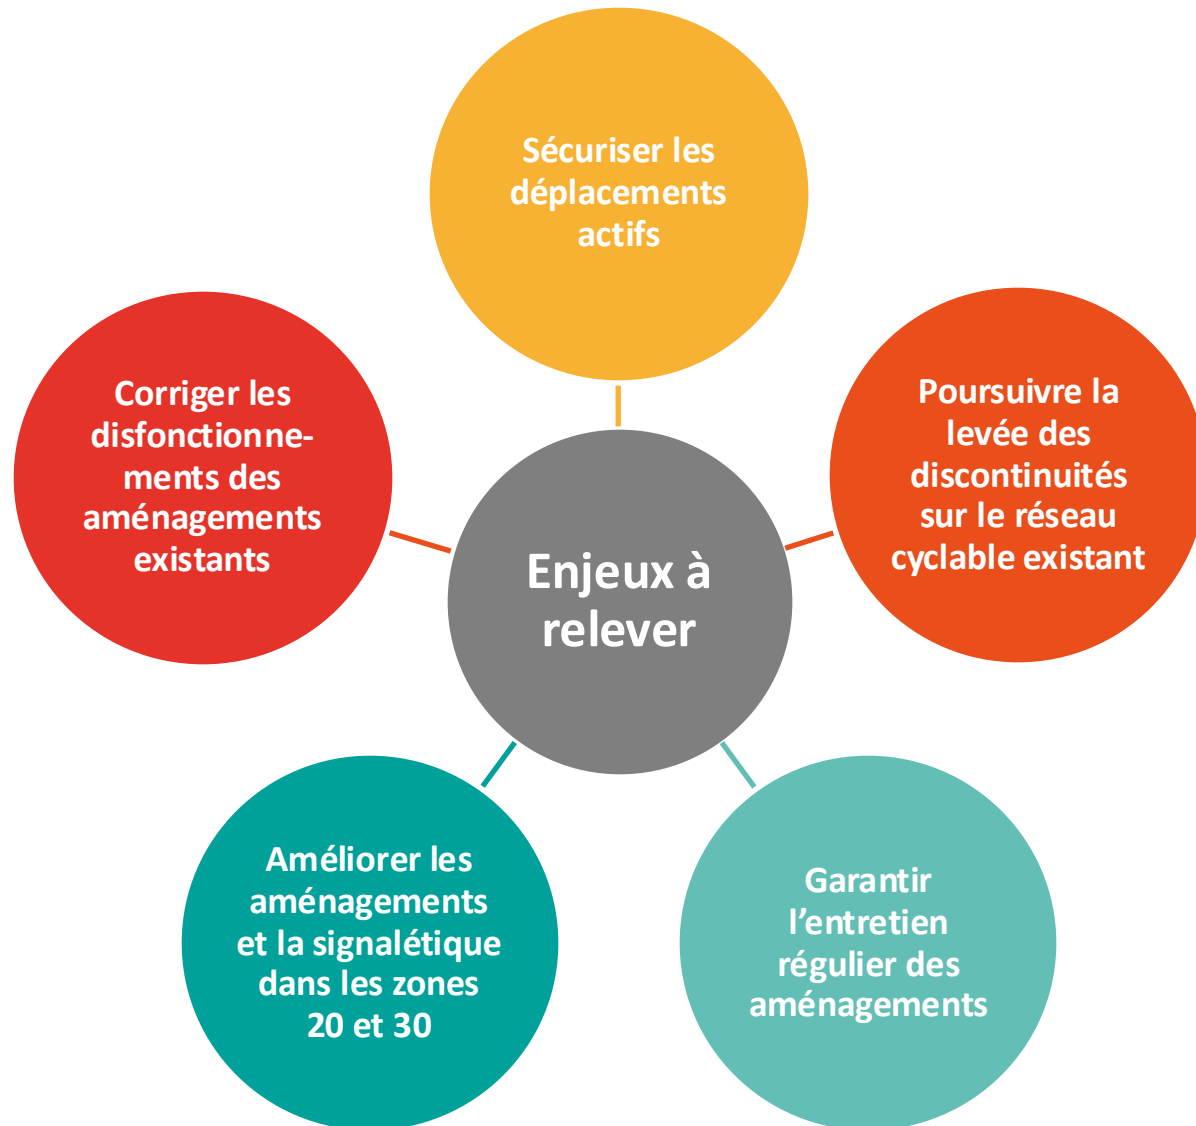 Sécuriser les
déplacements
actifs
Poursuivre la
levée des
discontinuités
sur le réseau
cyclable existant
Garantir
l’entretien
régulier des
aménagements
Améliorer les
aménagements
et la signalétique
dans les zones
20 et 30
Corriger les
disfonctionne-
ments des
aménagements
existants
Enjeux à
relever